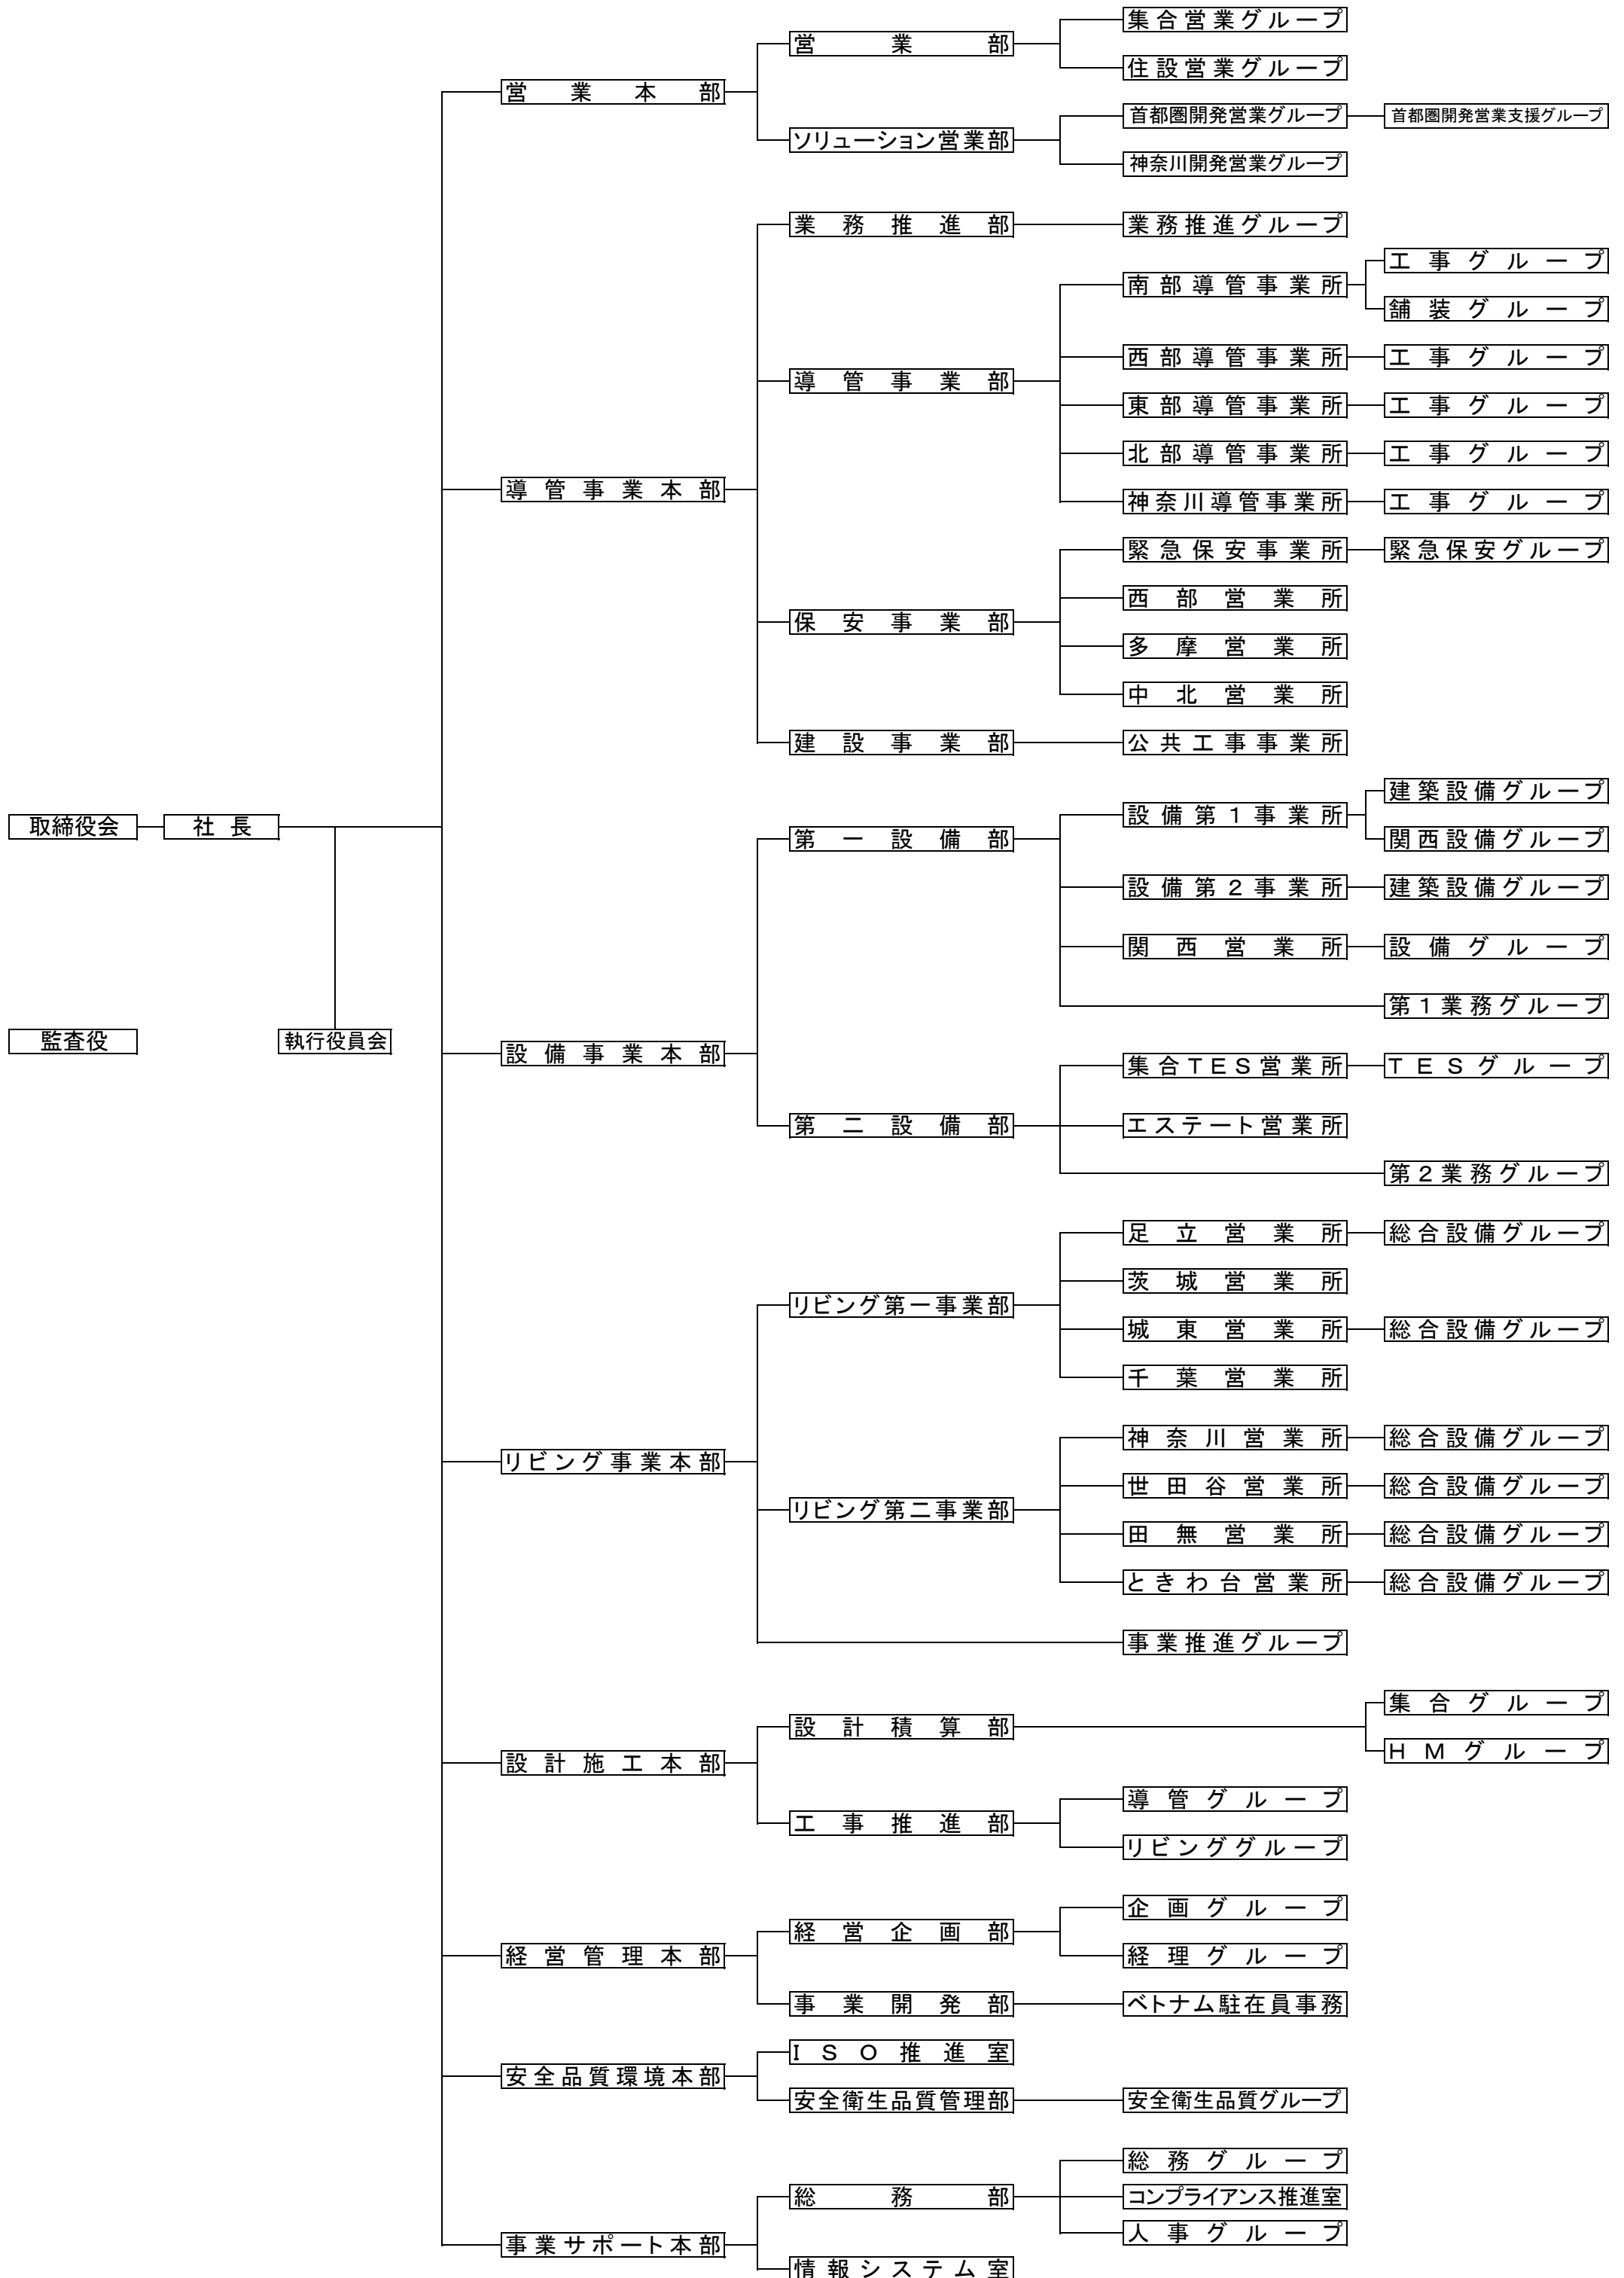 集合営業グループ
営業部
住設営業グループ
営業本部
首都圏開発営業グループ 首都圏開発営業支援グループ
ソリューション営業部
神奈川開発営業グループ
業務推進部 業務推進グループ
工事グループ
南部導管事業所
舗装グループ
西部導管事業所 工事グループ
導管事業部
東部導管事業所 工事グループ
北部導管事業所 工事グループ
導管事業本部
神奈川導管事業所 工事グループ
緊急保安事業所 緊急保安グループ
西部営業所
保安事業部
多摩営業所
中北営業所
建設事業部 公共工事事業所
建築設備グループ
設備第1事業所
取締役会 社長 第一設備部
関西設備グループ
設備第2事業所 建築設備グループ
関西営業所 設備グループ
第1業務グループ
監査役 執行役員会
設備事業本部
集合TES営業所 TESグループ
第二設備部 エステート営業所
第2業務グループ
足立営業所 総合設備グループ
茨城営業所
リビング第一事業部
城東営業所 総合設備グループ
千葉営業所
神奈川営業所 総合設備グループ
リビング事業本部
世田谷営業所 総合設備グループ
リビング第二事業部
田無営業所 総合設備グループ
ときわ台営業所 総合設備グループ
事業推進グループ
集合グループ
設計積算部
HMグループ
設計施工本部
導管グループ
工事推進部
リビンググループ
企画グループ
経営企画部
経営管理本部 経理グループ
事業開発部 ベトナム駐在員事務
ISO推進室
安全品質環境本部
安全衛生品質管理部 安全衛生品質グループ
総務グループ
総務部 コンプライアンス推進室
人事グループ
事業サポート本部
情報システム室